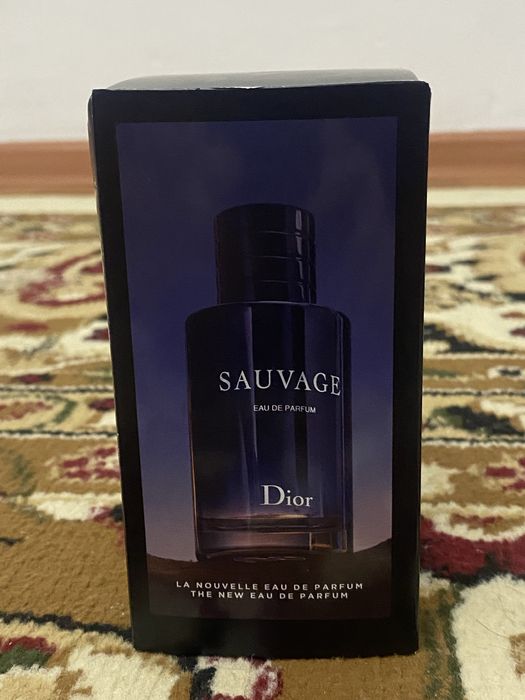 SAUVAGE
EAU DE PARFUM
Dior
LA NOUVELLE EAU DE PARFUM
THE NEW EAU DE PARFUM